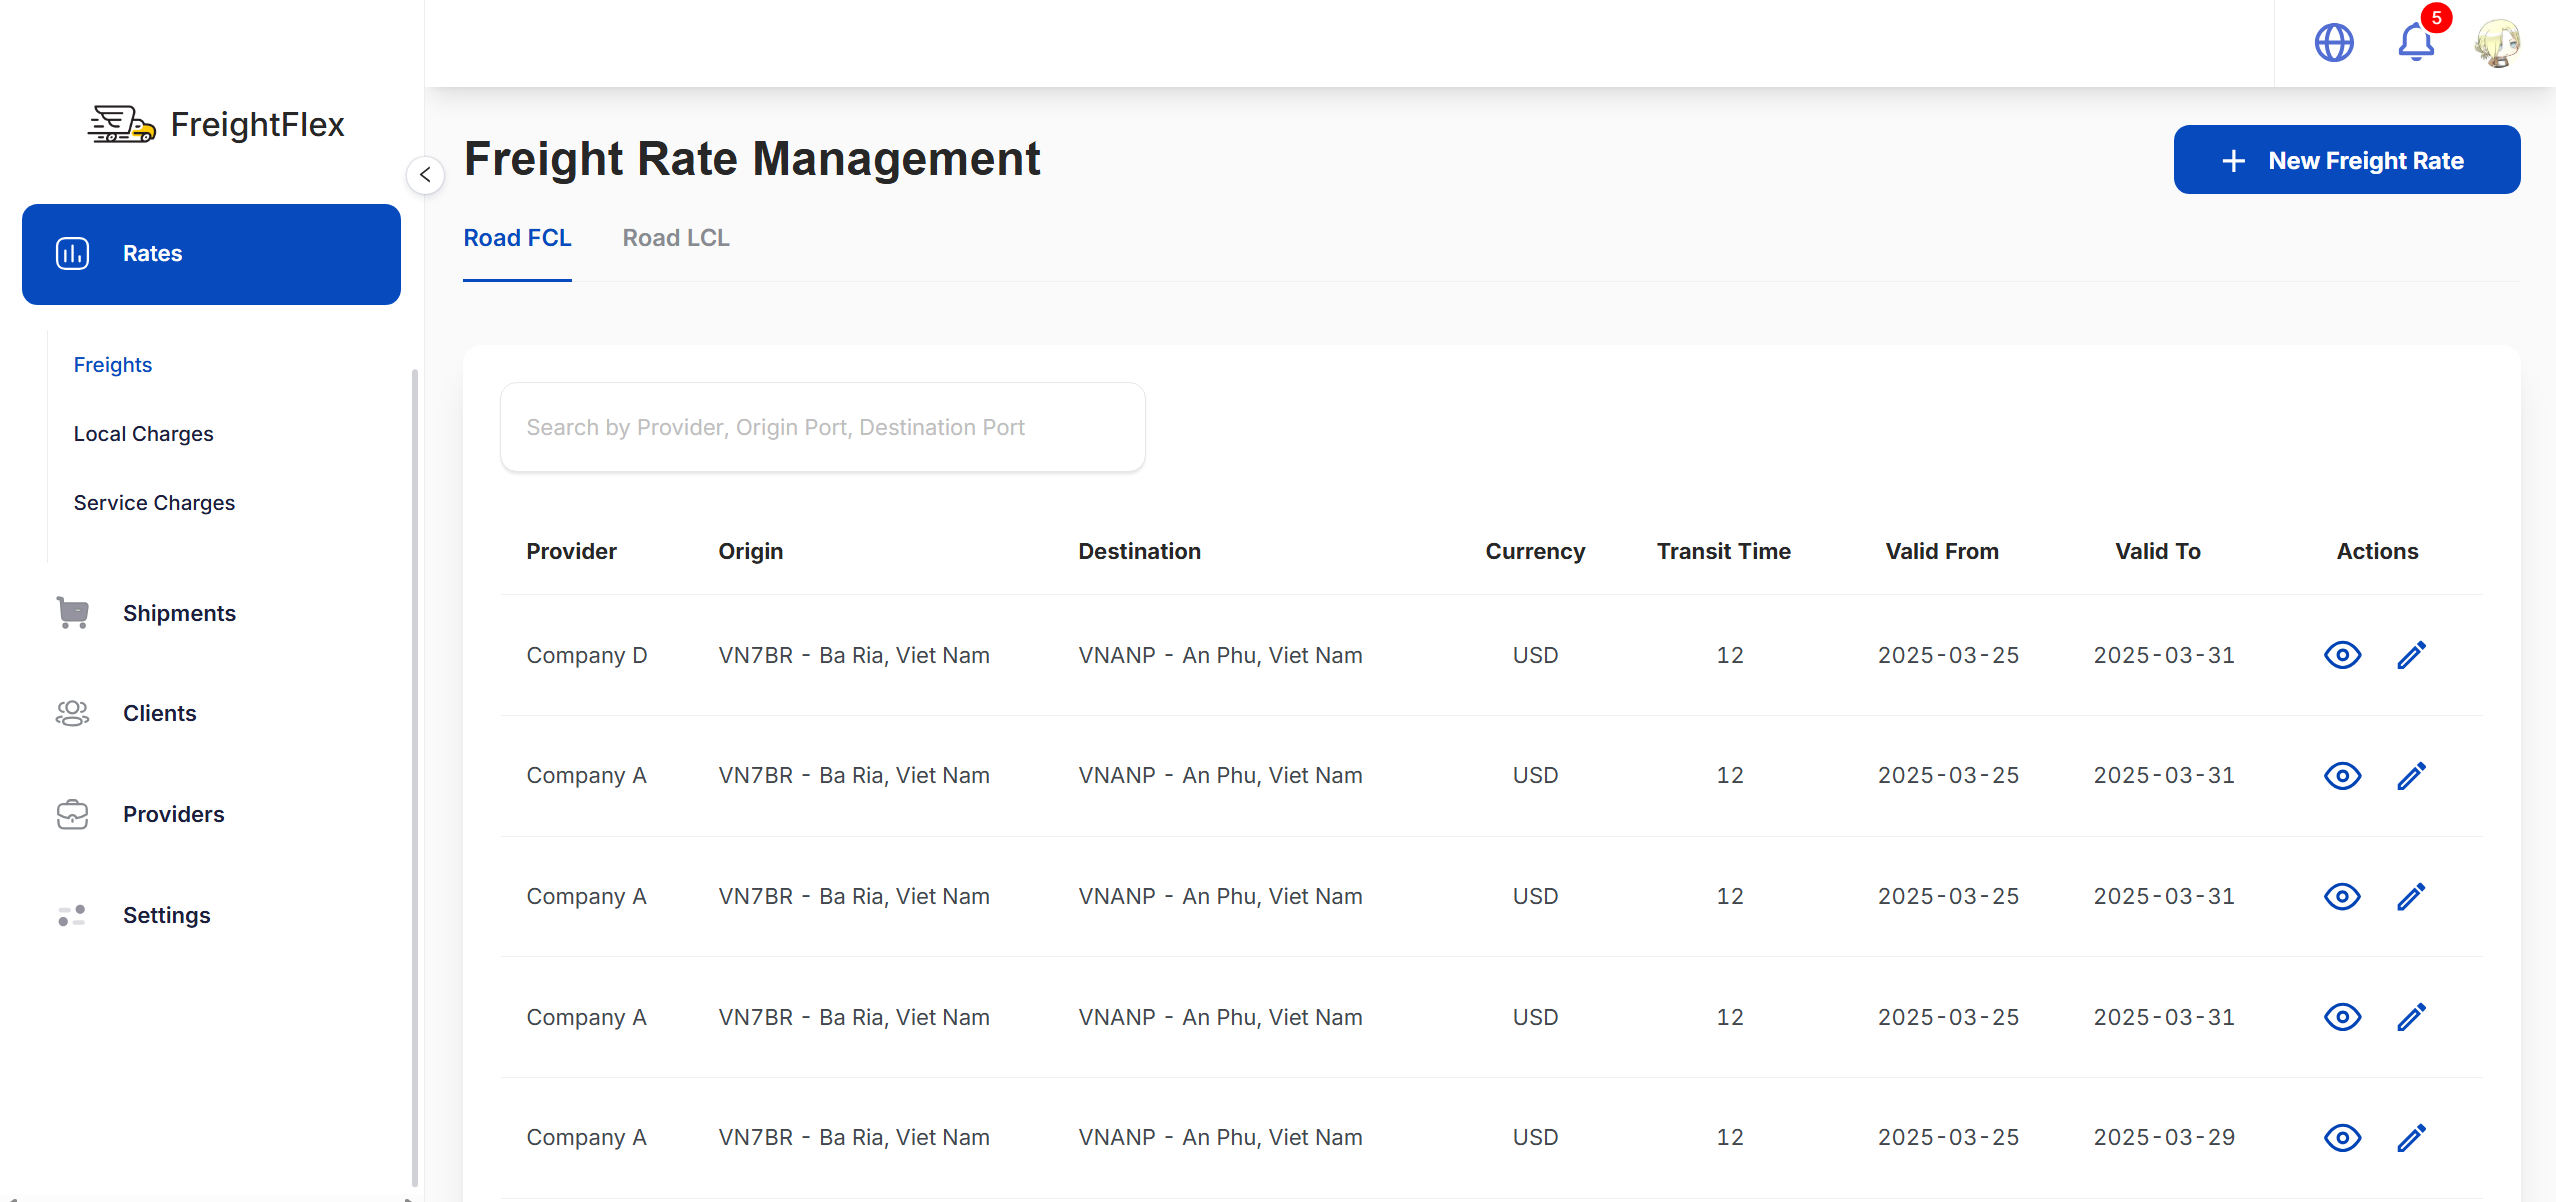 5
FreightFlex
Freight Rate Management
New Freight Rate
Rates
Road FCL
Road LCL
Freights
Local Charges
Service Charges
Shipments
Clients
Providers
Settings
Search by Provider, Origin Port, Destination Port
Provider Origin Destination Currency Transit Time Valid From Valid To Actions
Company D VN7BR - Ba Ria, Viet Nam VNANP - An Phu, Viet Nam USD 12 2025-03-25 2025-03-31
Company A VN7BR - Ba Ria, Viet Nam VNANP - An Phu, Viet Nam USD 12 2025-03-25 2025-03-31
Company A VN7BR - Ba Ria, Viet Nam VNANP - An Phu, Viet Nam USD 12 2025-03-25 2025-03-31
Company A VN7BR - Ba Ria, Viet Nam VNANP - An Phu, Viet Nam USD 12 2025-03-25 2025-03-31
Company A VN7BR - Ba Ria, Viet Nam VNANP - An Phu, Viet Nam USD 12 2025-03-25 2025-03-29